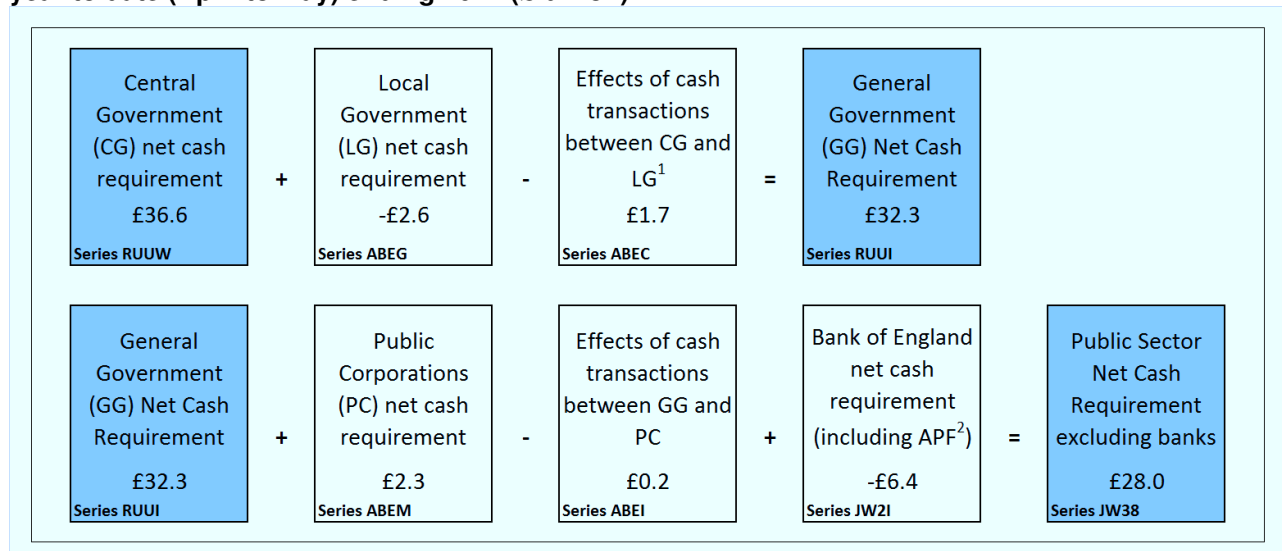 Central
Government
(CG) net cash
requirement
£36.6
Series RUUW
+
Local
Government
(LG) net cash
requirement
-£2.6
Series ABEG
-
Effects of cash
transactions
between CG and
LG1
£1.7
Series ABEC
=
General
Government
(GG) Net Cash
Requirement
£32.3
Series RUUI
General
Government
(GG) Net Cash
Requirement
£32.3
Series RUUI
+
Public
Corporations
(PC) net cash
requirement
£2.3
Series ABEM
-
Effects of cash
transactions
between GG and
PC
£0.2
Series ABEI
+
Bank of England
net cash
requirement
(including APF2)
-£6.4
Series JW2I
=
Public Sector
Net Cash
Requirement
excluding banks
£28.0
Series JW38